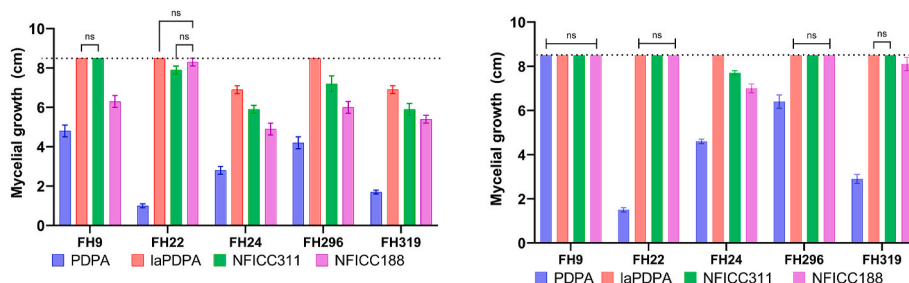 Mycelial growth (cm)
10
8
6
4
2
0
ns
ns
ns
FH9 FH22 FH24 FH296 FH319
PDPA laPDPA NFICC311 NFICC188
Mycelial growth (cm)
10
8
6
4
2
0
ns
ns
ns
ns
FH9 FH22 FH24 FH296 FH319
PDPA laPDPA NFICC311 NFICC188